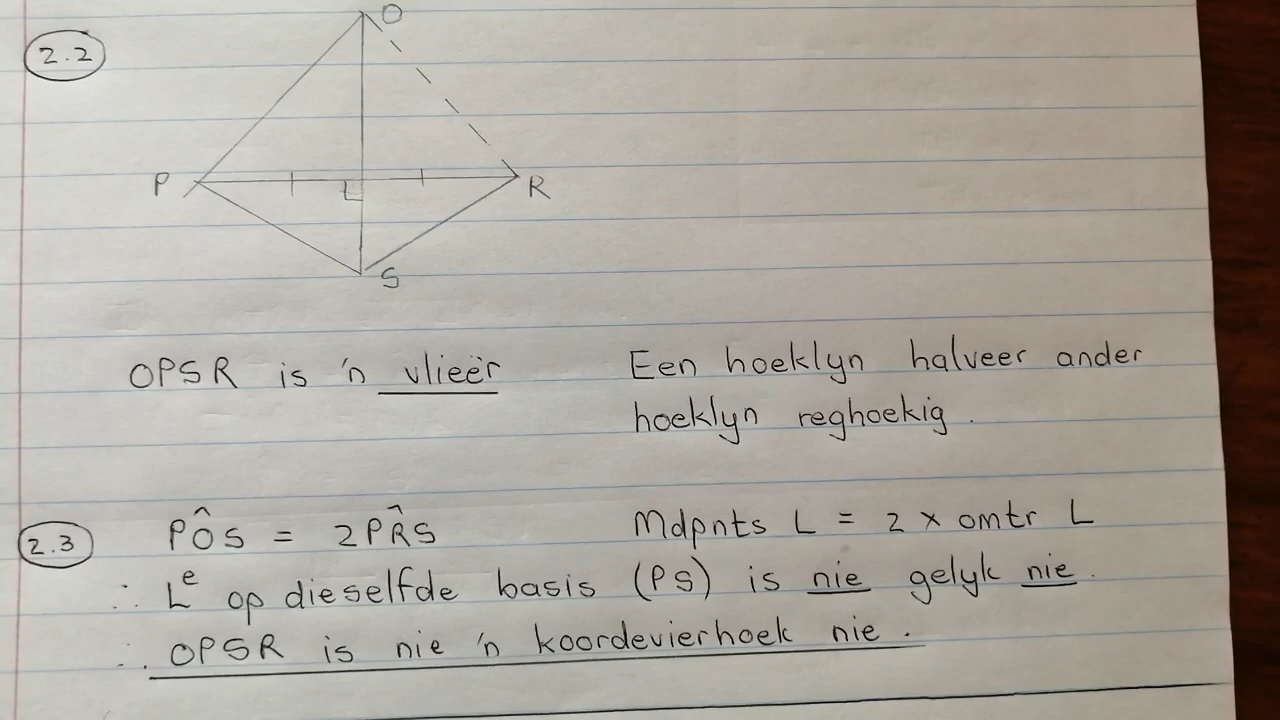 2.2
O
P
R
S
OPSR is 'n vlieër
Een hoeklyn halveer ander
hoeklyn reghoekig.
2.3
PÔS = 2PR̂S
Mdpnts L = 2 x omtr L
∴ Lᵉ op dieselfde basis (PS) is nie gelyk nie.
∴ OPSR is nie 'n koordevierhoek nie.